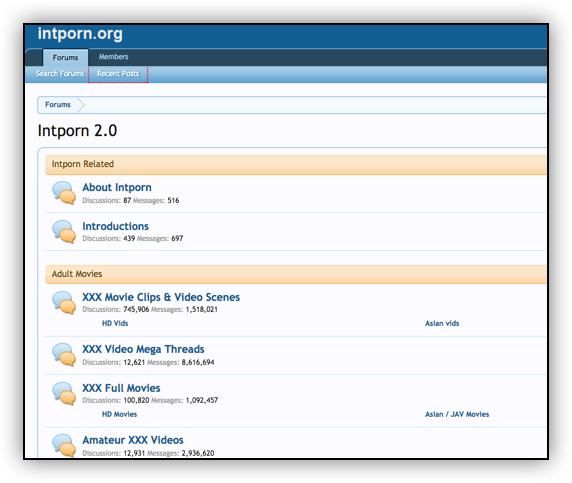 intporn.org
Forums Members
Search Forums Recent Posts
Forums
Intporn 2.0
Intporn Related
About Intporn
Discussions: 87 Messages: 516
Introductions
Discussions: 439 Messages: 697
Adult Movies
XXX Movie Clips & Video Scenes
Discussions: 745,906 Messages: 1,518,021
HD Vids Asian vids
XXX Video Mega Threads
Discussions: 12,621 Messages: 8,616,694
XXX Full Movies
Discussions: 100,820 Messages: 1,092,457
HD Movies Asian / JAV Movies
Amateur XXX Videos
Discussions: 12,931 Messages: 2,936,620